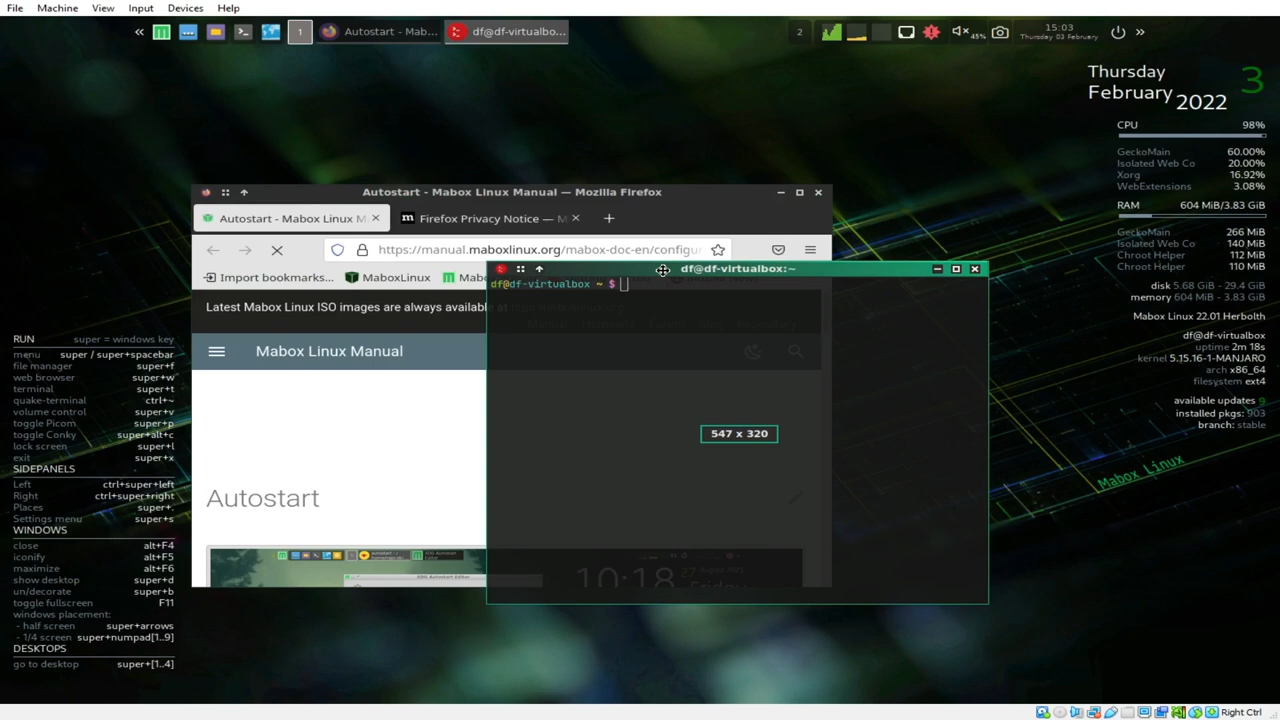 File Machine View Input Devices Help
« 1 Autostart - Mab... df@df-virtualbo... 2 45% 15:03 »
Thursday 03 February
Thursday 3
February 2022
CPU 98%
GeckoMain 60.00%
Isolated Web Co 20.00%
Xorg 16.92%
WebExtensions 3.08%
RAM 604 MiB/3.83 GiB
GeckoMain 266 MiB
Isolated Web Co 140 MiB
Chroot Helper 112 MiB
Chroot Helper 110 MiB
disk 5.68 GiB - 29.4 GiB
memory 604 MiB - 3.83 GiB
Mabox Linux 22.01 Herbolth
df@df-virtualbox
uptime 2m 18s
kernel 5.15.16-1-MANJARO
arch x86_64
filesystem ext4
available updates 9
installed pkgs: 903
branch: stable
Mabox Linux
Autostart - Mabox Linux Manual — Mozilla Firefox
Autostart - Mabox Linux M
Firefox Privacy Notice — M
https://manual.maboxlinux.org/mabox-doc-en/configur
Import bookmarks... MaboxLinux Mabo
Latest Mabox Linux ISO images are always available at
Mabox Linux Manual
Autostart
10:18 27 August 2021
Friday
df@df-virtualbox:~
df@df-virtualbox ~ $
547 x 320
RUN super = windows key
menu super / super+spacebar
file manager super+f
web browser super+w
terminal super+t
quake-terminal ctrl+~
volume control super+v
toggle Picom super+p
toggle Conky super+alt+c
lock screen super+l
exit super+x
SIDEPANELS
Left ctrl+super+left
Right ctrl+super+right
Places super+.
Settings menu super+s
WINDOWS
close alt+F4
iconify alt+F5
maximize alt+F6
show desktop super+d
un/decorate super+b
toggle fullscreen F11
windows placement:
- half screen super+arrows
- 1/4 screen super+numpad[1..9]
DESKTOPS
go to desktop super+[1..4]
Right Ctrl